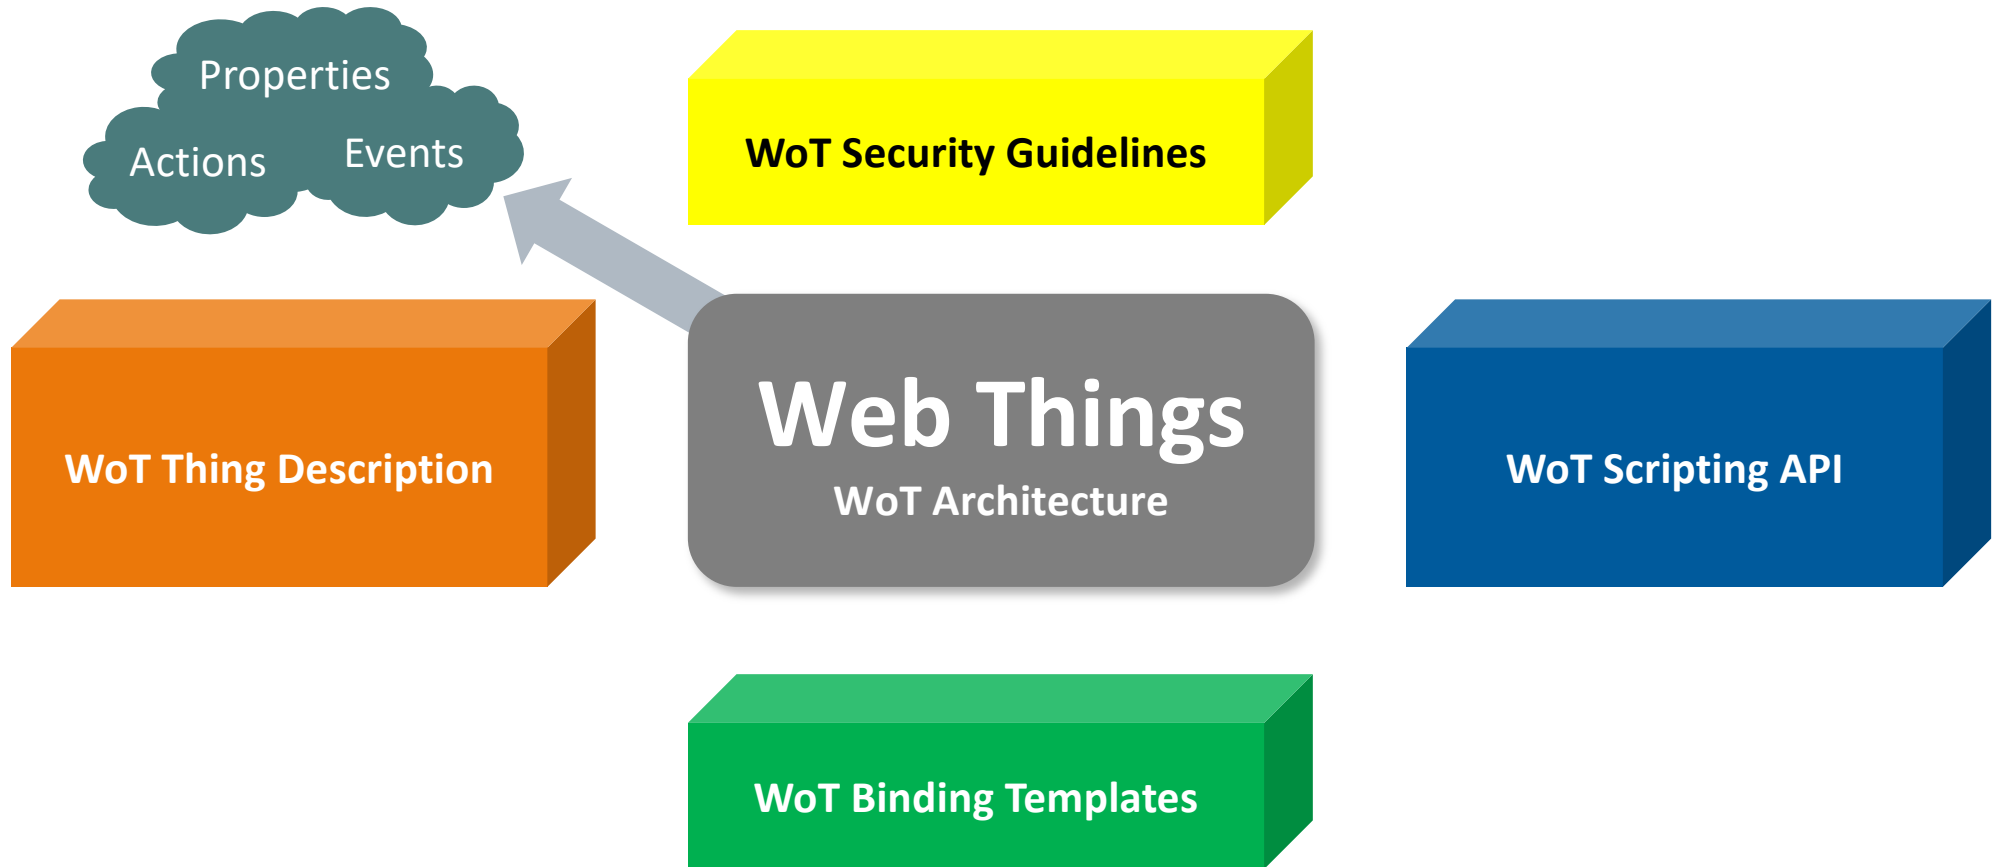 Properties
Actions
Events
WoT Security Guidelines
WoT Thing Description
Web Things
WoT Architecture
WoT Scripting API
WoT Binding Templates